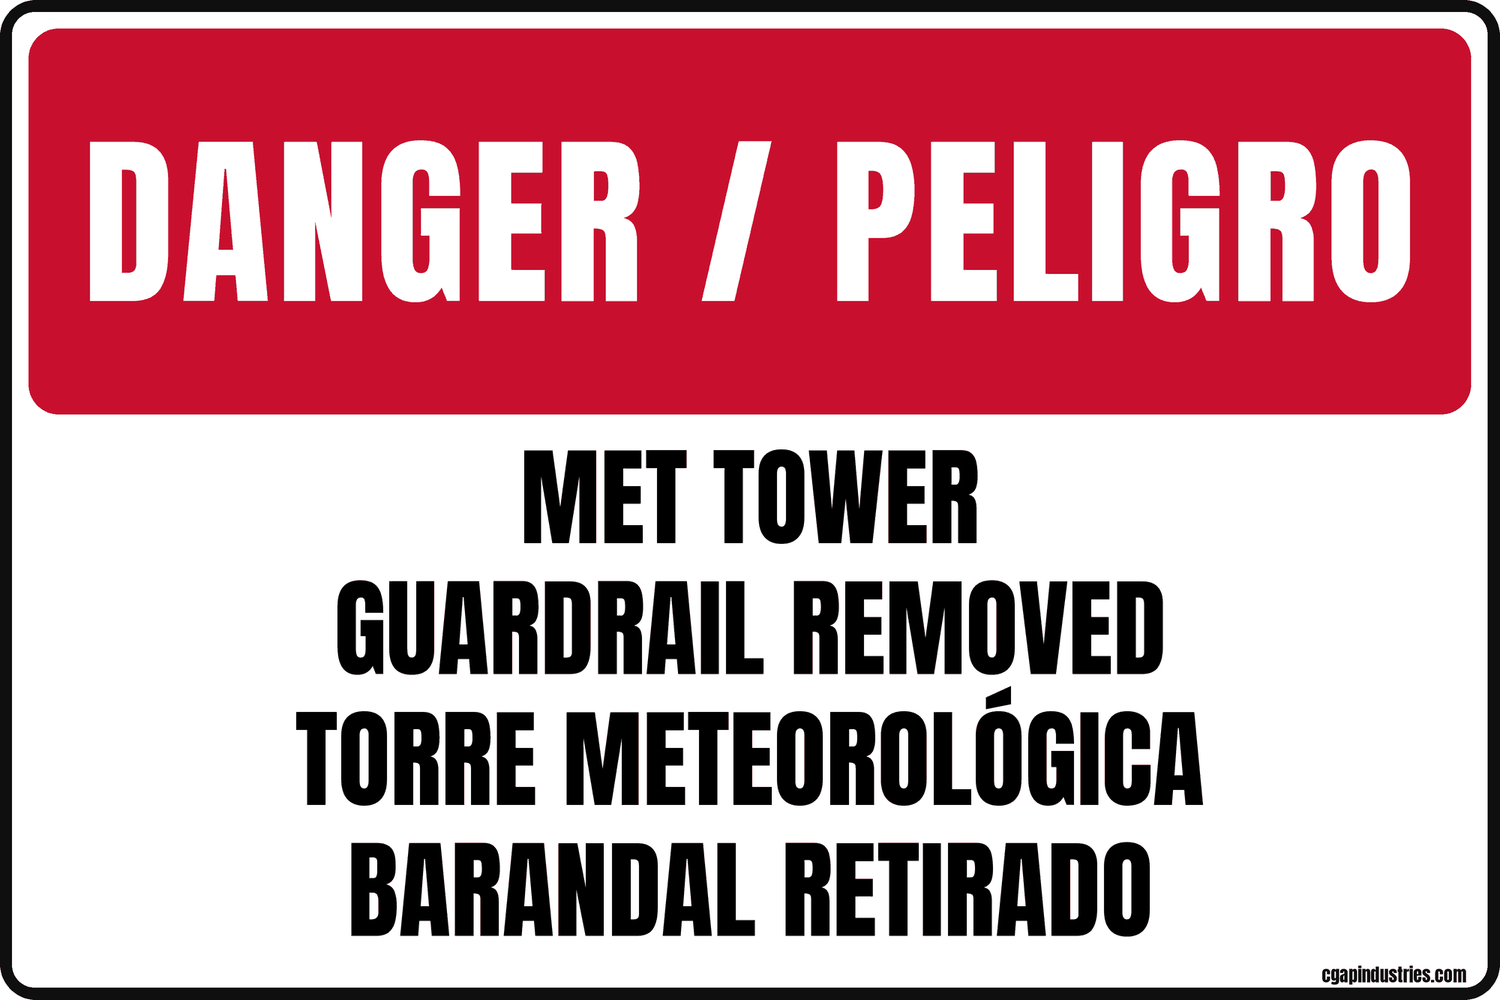 DANGER / PELIGRO
MET TOWER
GUARDRAIL REMOVED
TORRE METEOROLÓGICA
BARANDAL RETIRADO
cgapindustries.com